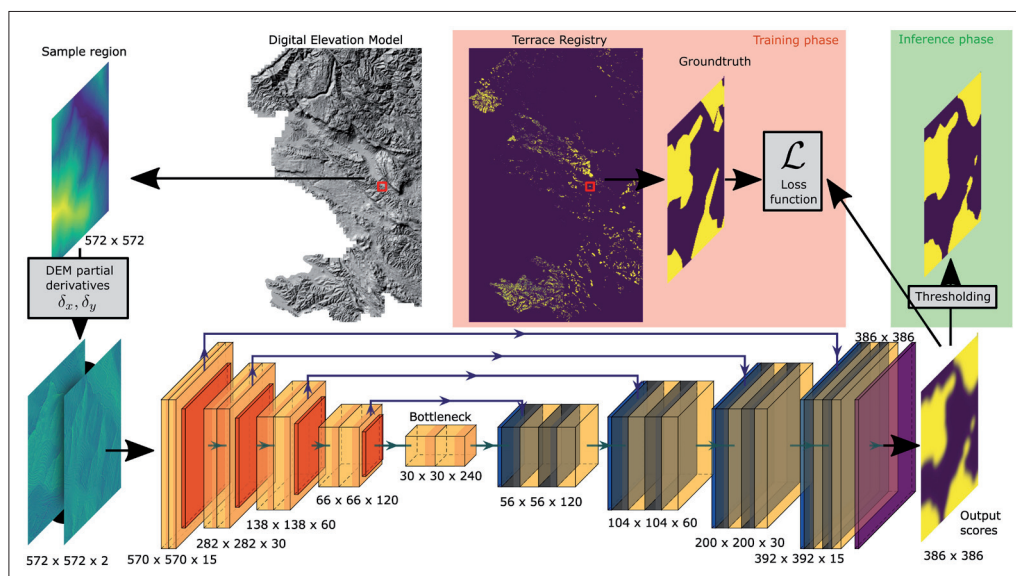 Sample region
Digital Elevation Model
Terrace Registry
Training phase
Inference phase
Groundtruth
ℒ
Loss
function
572 x 572
DEM partial
derivatives
δx, δy
Thresholding
386 x 386
Bottleneck
30 x 30 x 240
66 x 66 x 120
56 x 56 x 120
138 x 138 x 60
104 x 104 x 60
282 x 282 x 30
200 x 200 x 30
572 x 572 x 2
570 x 570 x 15
392 x 392 x 15
Output
scores
386 x 386